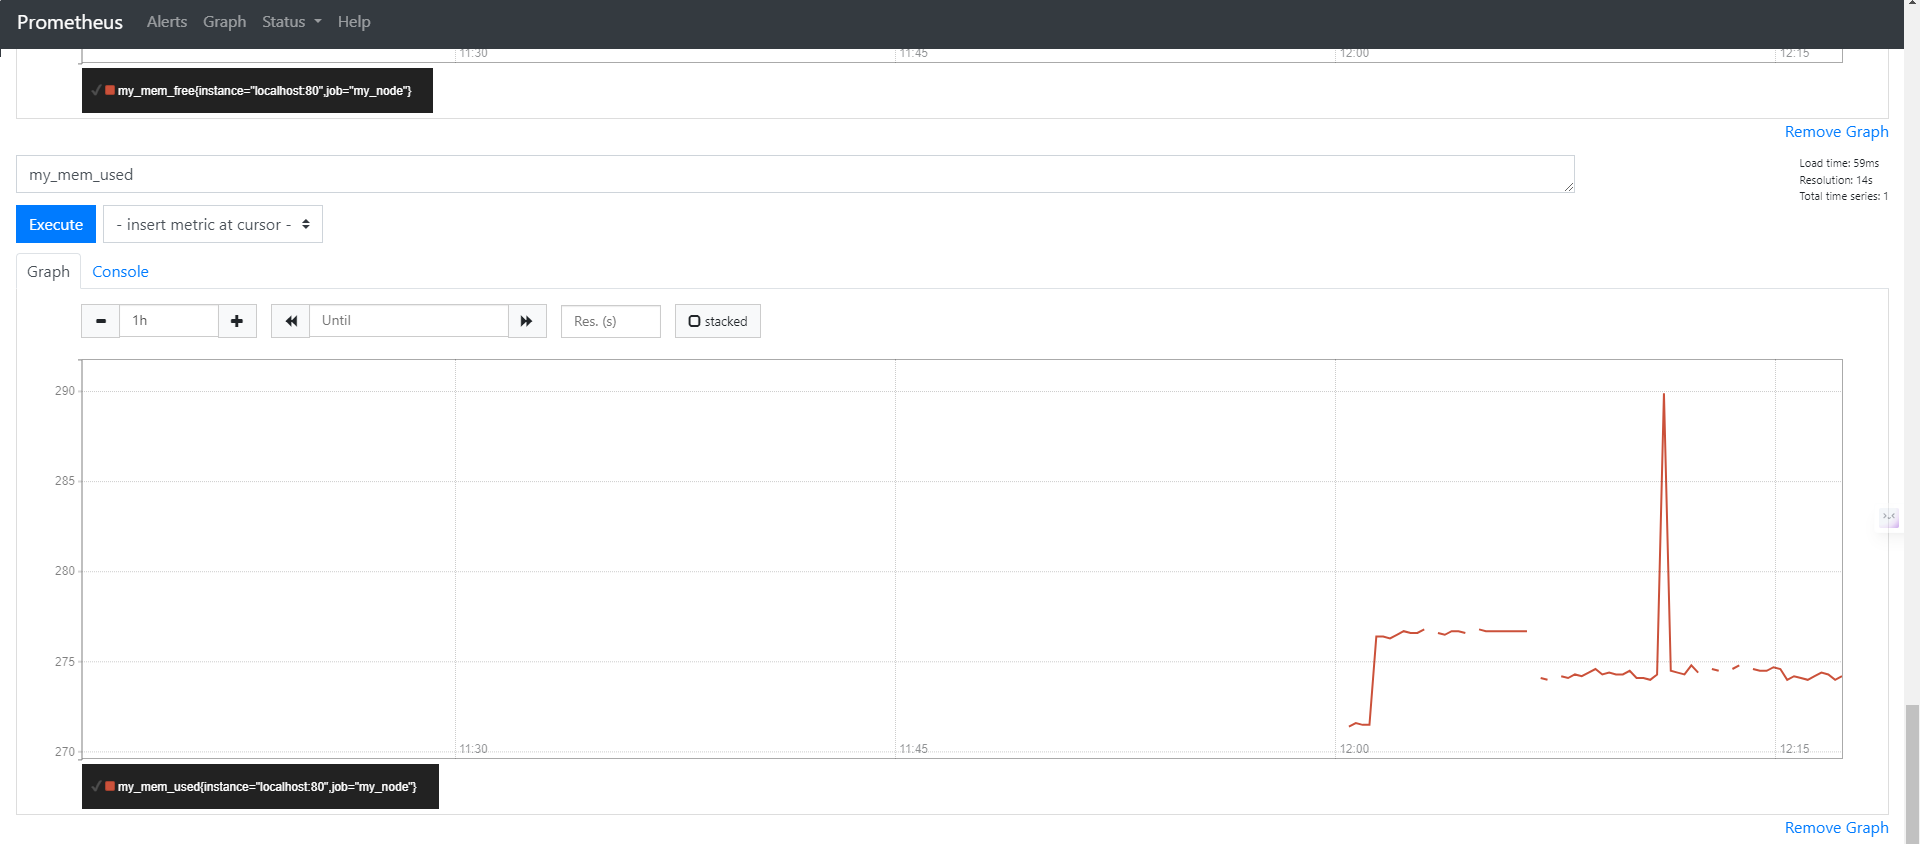 Prometheus Alerts Graph Status Help
11:30 11:45 12:00 12:15
my_mem_free{instance="localhost:80",job="my_node"}
Remove Graph
my_mem_used
Load time: 59ms
Resolution: 14s
Total time series: 1
Execute - insert metric at cursor -
Graph Console
1h Until Res. (s) stacked
290
285
280
275
270
11:30 11:45 12:00 12:15
my_mem_used{instance="localhost:80",job="my_node"}
Remove Graph